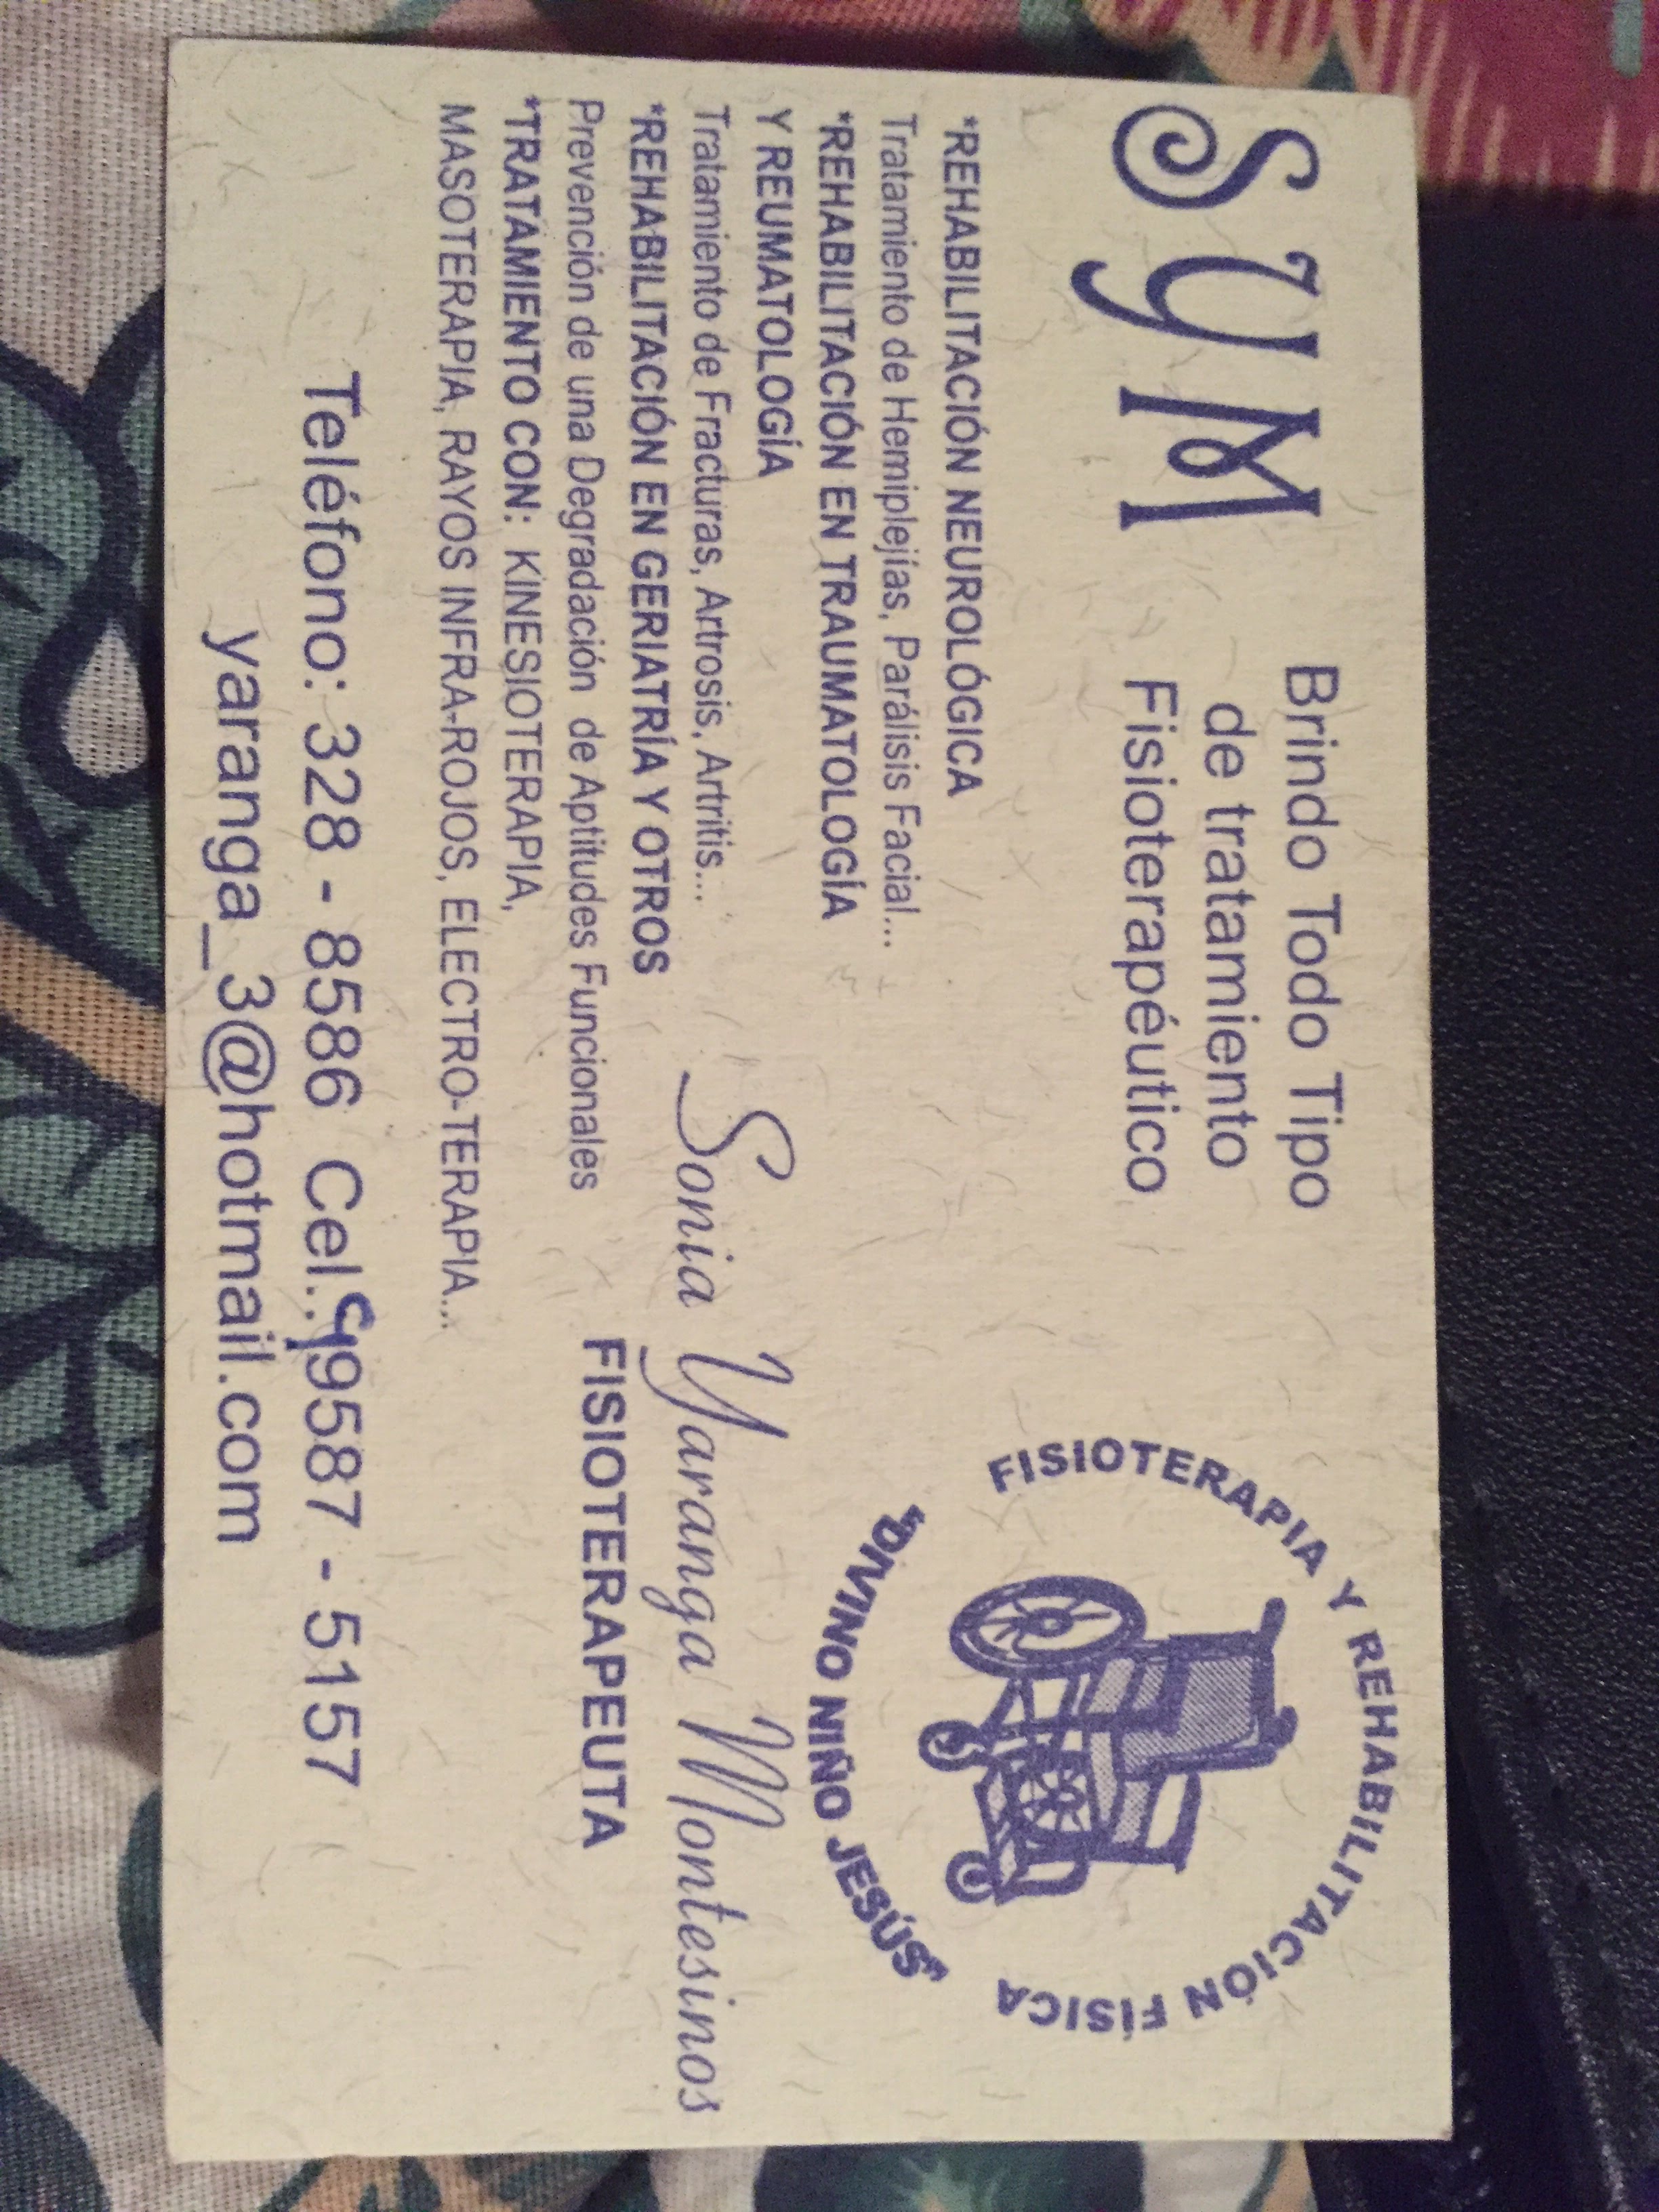 SYM
Brindo Todo Tipo
de tratamiento
Fisioterapéutico
FISIOTERAPIA Y REHABILITACIÓN FÍSICA
"DIVINO NIÑO JESÚS"
*REHABILITACIÓN NEUROLÓGICA
Tratamiento de Hemiplejías, Parálisis Facial...
*REHABILITACIÓN EN TRAUMATOLOGÍA
Y REUMATOLOGÍA
Tratamiento de Fracturas, Artrosis, Artritis...
*REHABILITACIÓN EN GERIATRÍA Y OTROS
Prevención de una Degradación de Aptitudes Funcionales
*TRATAMIENTO CON: KINESIOTERAPIA,
MASOTERAPIA, RAYOS INFRA-ROJOS, ELECTRO-TERAPIA...
Sonia Yaranga Montesinos
FISIOTERAPEUTA
Teléfono: 328 - 8586 Cel.: 99587 - 5157
yaranga_3@hotmail.com